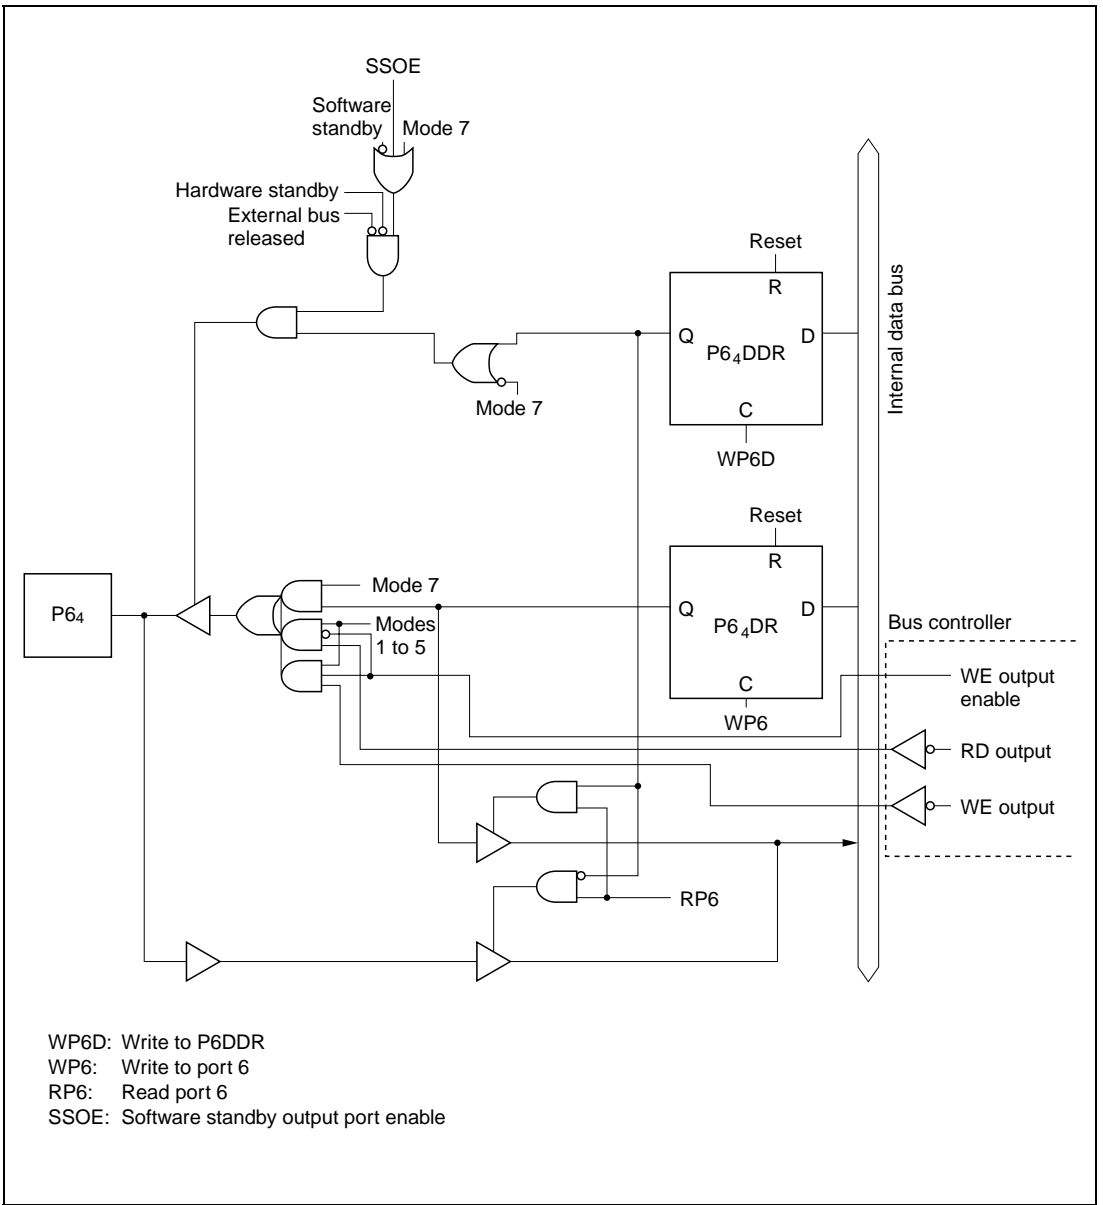 SSOE
Software
standby
Mode 7
Hardware standby
External bus
released
Reset
R
Q
D
P64DDR
C
WP6D
Mode 7
Internal data bus
Reset
R
Q
D
P64DR
C
WP6
P64
Mode 7
Modes
1 to 5
Bus controller
WE output
enable
RD output
WE output
RP6
WP6D: Write to P6DDR
WP6: Write to port 6
RP6: Read port 6
SSOE: Software standby output port enable